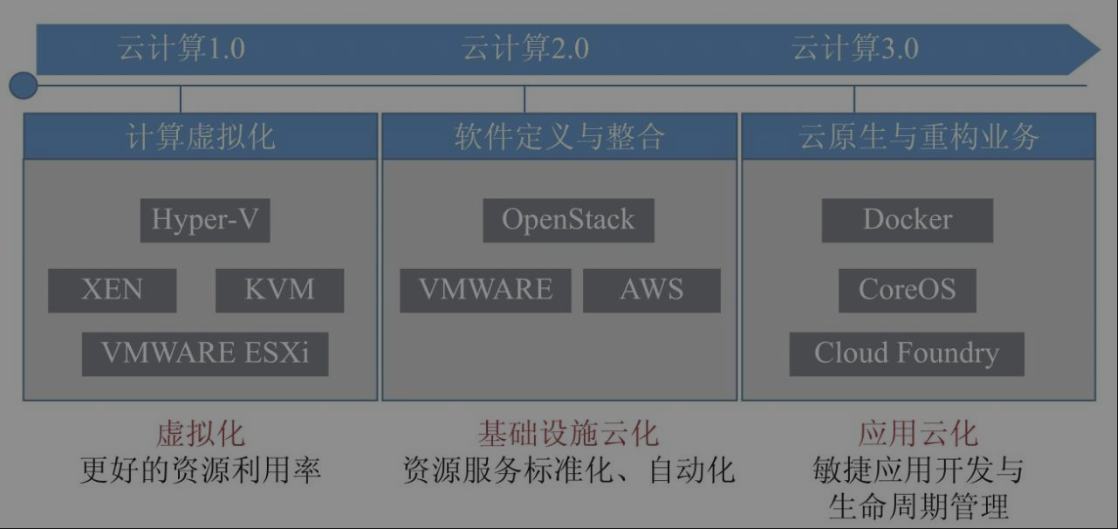 云计算1.0
云计算2.0
云计算3.0
计算虚拟化
软件定义与整合
云原生与重构业务
Hyper-V
XEN
KVM
VMWARE ESXi
OpenStack
VMWARE
AWS
Docker
CoreOS
Cloud Foundry
虚拟化
更好的资源利用率
基础设施云化
资源服务标准化、自动化
应用云化
敏捷应用开发与
生命周期管理